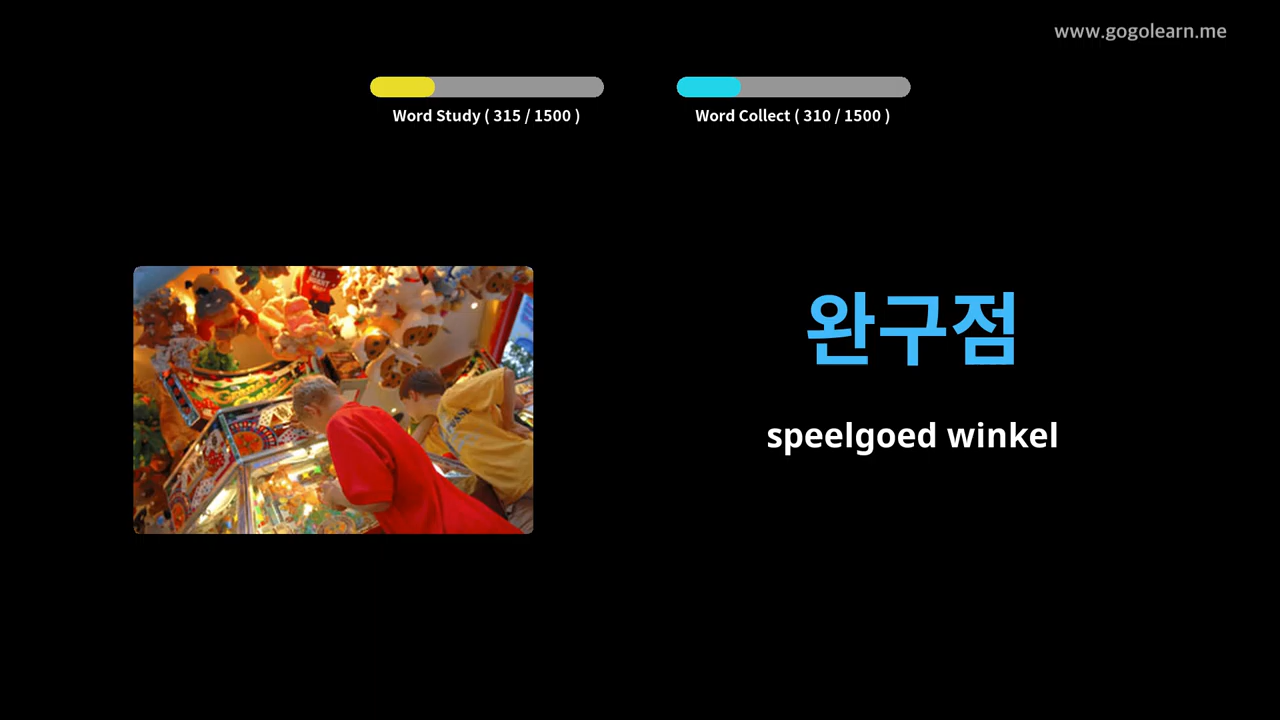 www.gogolearn.me
Word Study ( 315 / 1500 )
Word Collect ( 310 / 1500 )
완구점
speelgoed winkel